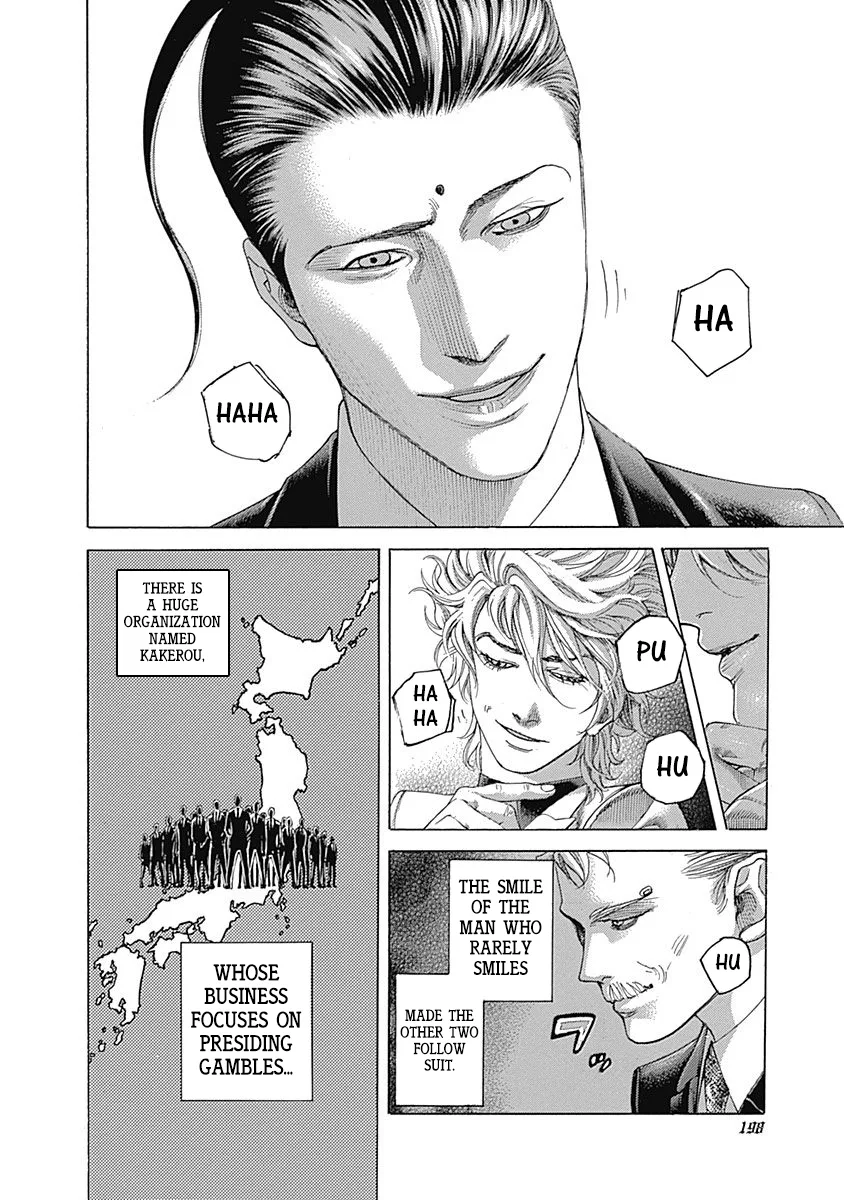 HA
HAHA
PU
HA
HA
HU
THE SMILE
OF THE
MAN WHO
RARELY
SMILES
HU
MADE THE
OTHER TWO
FOLLOW
SUIT.
THERE IS
A HUGE
ORGANIZATION
NAMED
KAKEROU,
WHOSE
BUSINESS
FOCUSES ON
PRESIDING
GAMBLES...
198